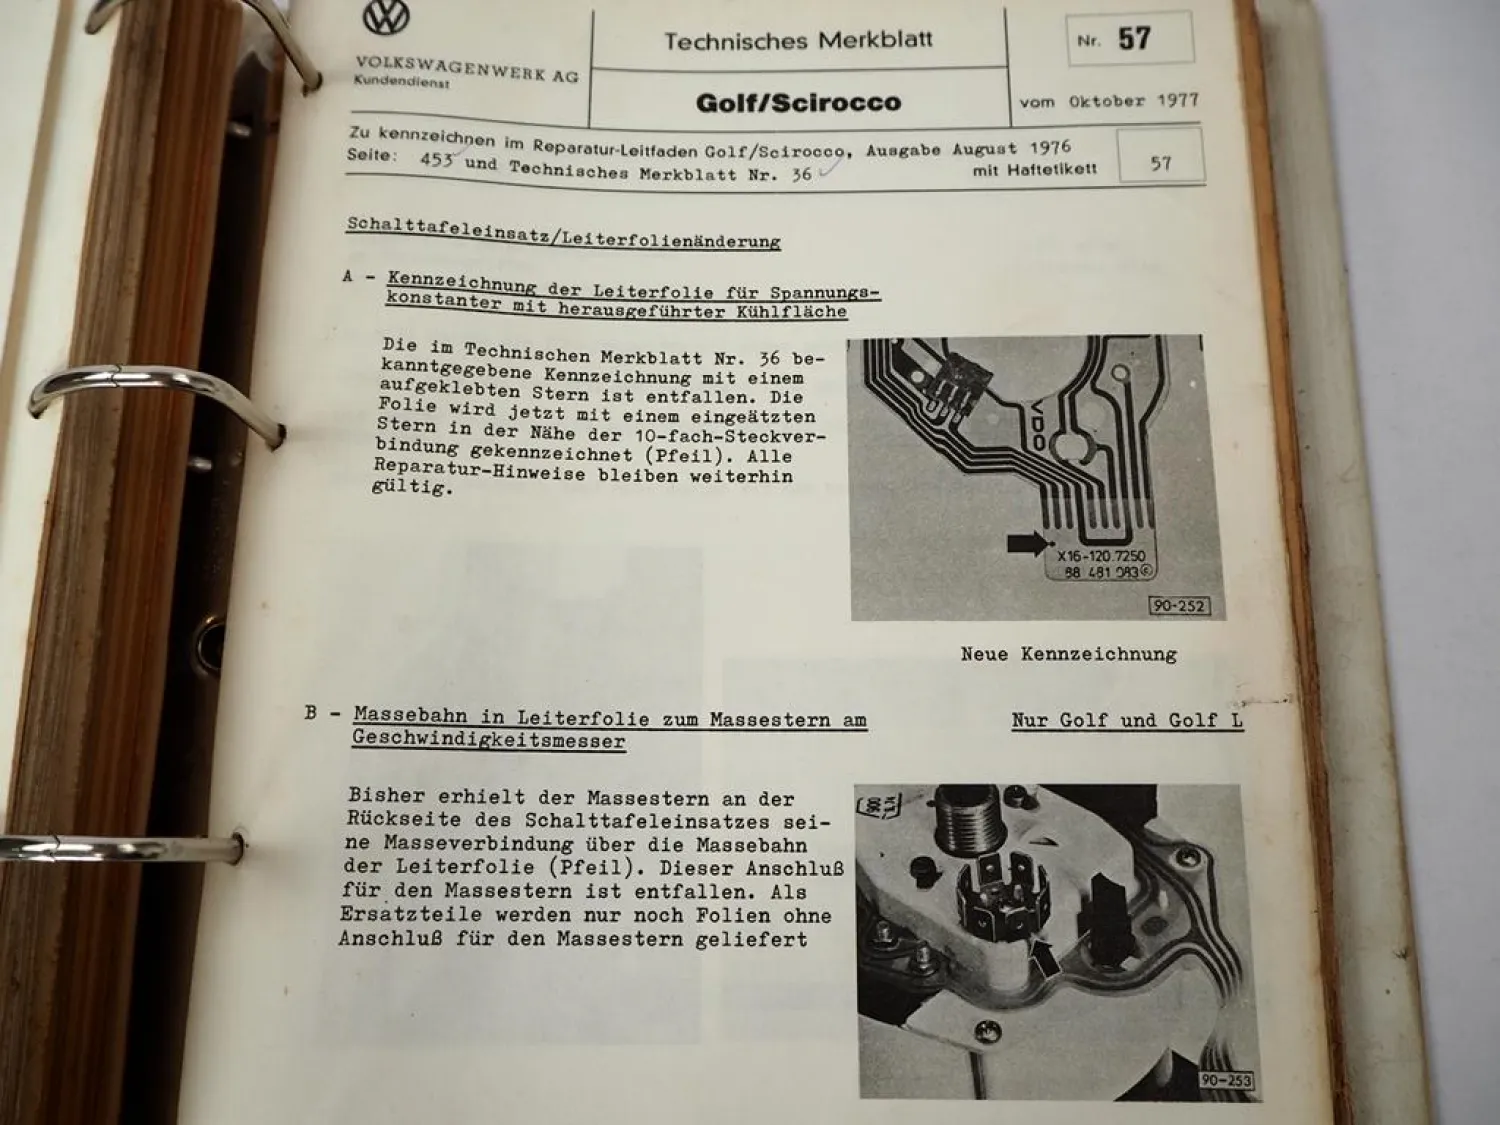 VOLKSWAGENWERK AG
Kundendienst
Technisches Merkblatt
Golf/Scirocco
Nr. 57
vom Oktober 1977
Zu kennzeichnen im Reparatur-Leitfaden Golf/Scirocco, Ausgabe August 1976
Seite: 453 und Technisches Merkblatt Nr. 36 mit Haftetikett 57
Schalttafeleinsatz/Leiterfolienänderung
A - Kennzeichnung der Leiterfolie für Spannungs-
konstanter mit herausgeführter Kühlfläche
Die im Technischen Merkblatt Nr. 36 be-
kanntgegebene Kennzeichnung mit einem
aufgeklebten Stern ist entfallen. Die
Folie wird jetzt mit einem eingeätzten
Stern in der Nähe der 10-fach-Steckver-
bindung gekennzeichnet (Pfeil). Alle
Reparatur-Hinweise bleiben weiterhin
gültig.
VDO
X16-120.7250
88 481 083
90-252
Neue Kennzeichnung
B - Massebahn in Leiterfolie zum Massestern am
Geschwindigkeitsmesser
Nur Golf und Golf L
Bisher erhielt der Massestern an der
Rückseite des Schalttafeleinsatzes sei-
ne Masseverbindung über die Massebahn
der Leiterfolie (Pfeil). Dieser Anschluß
für den Massestern ist entfallen. Als
Ersatzteile werden nur noch Folien ohne
Anschluß für den Massestern geliefert
90-253